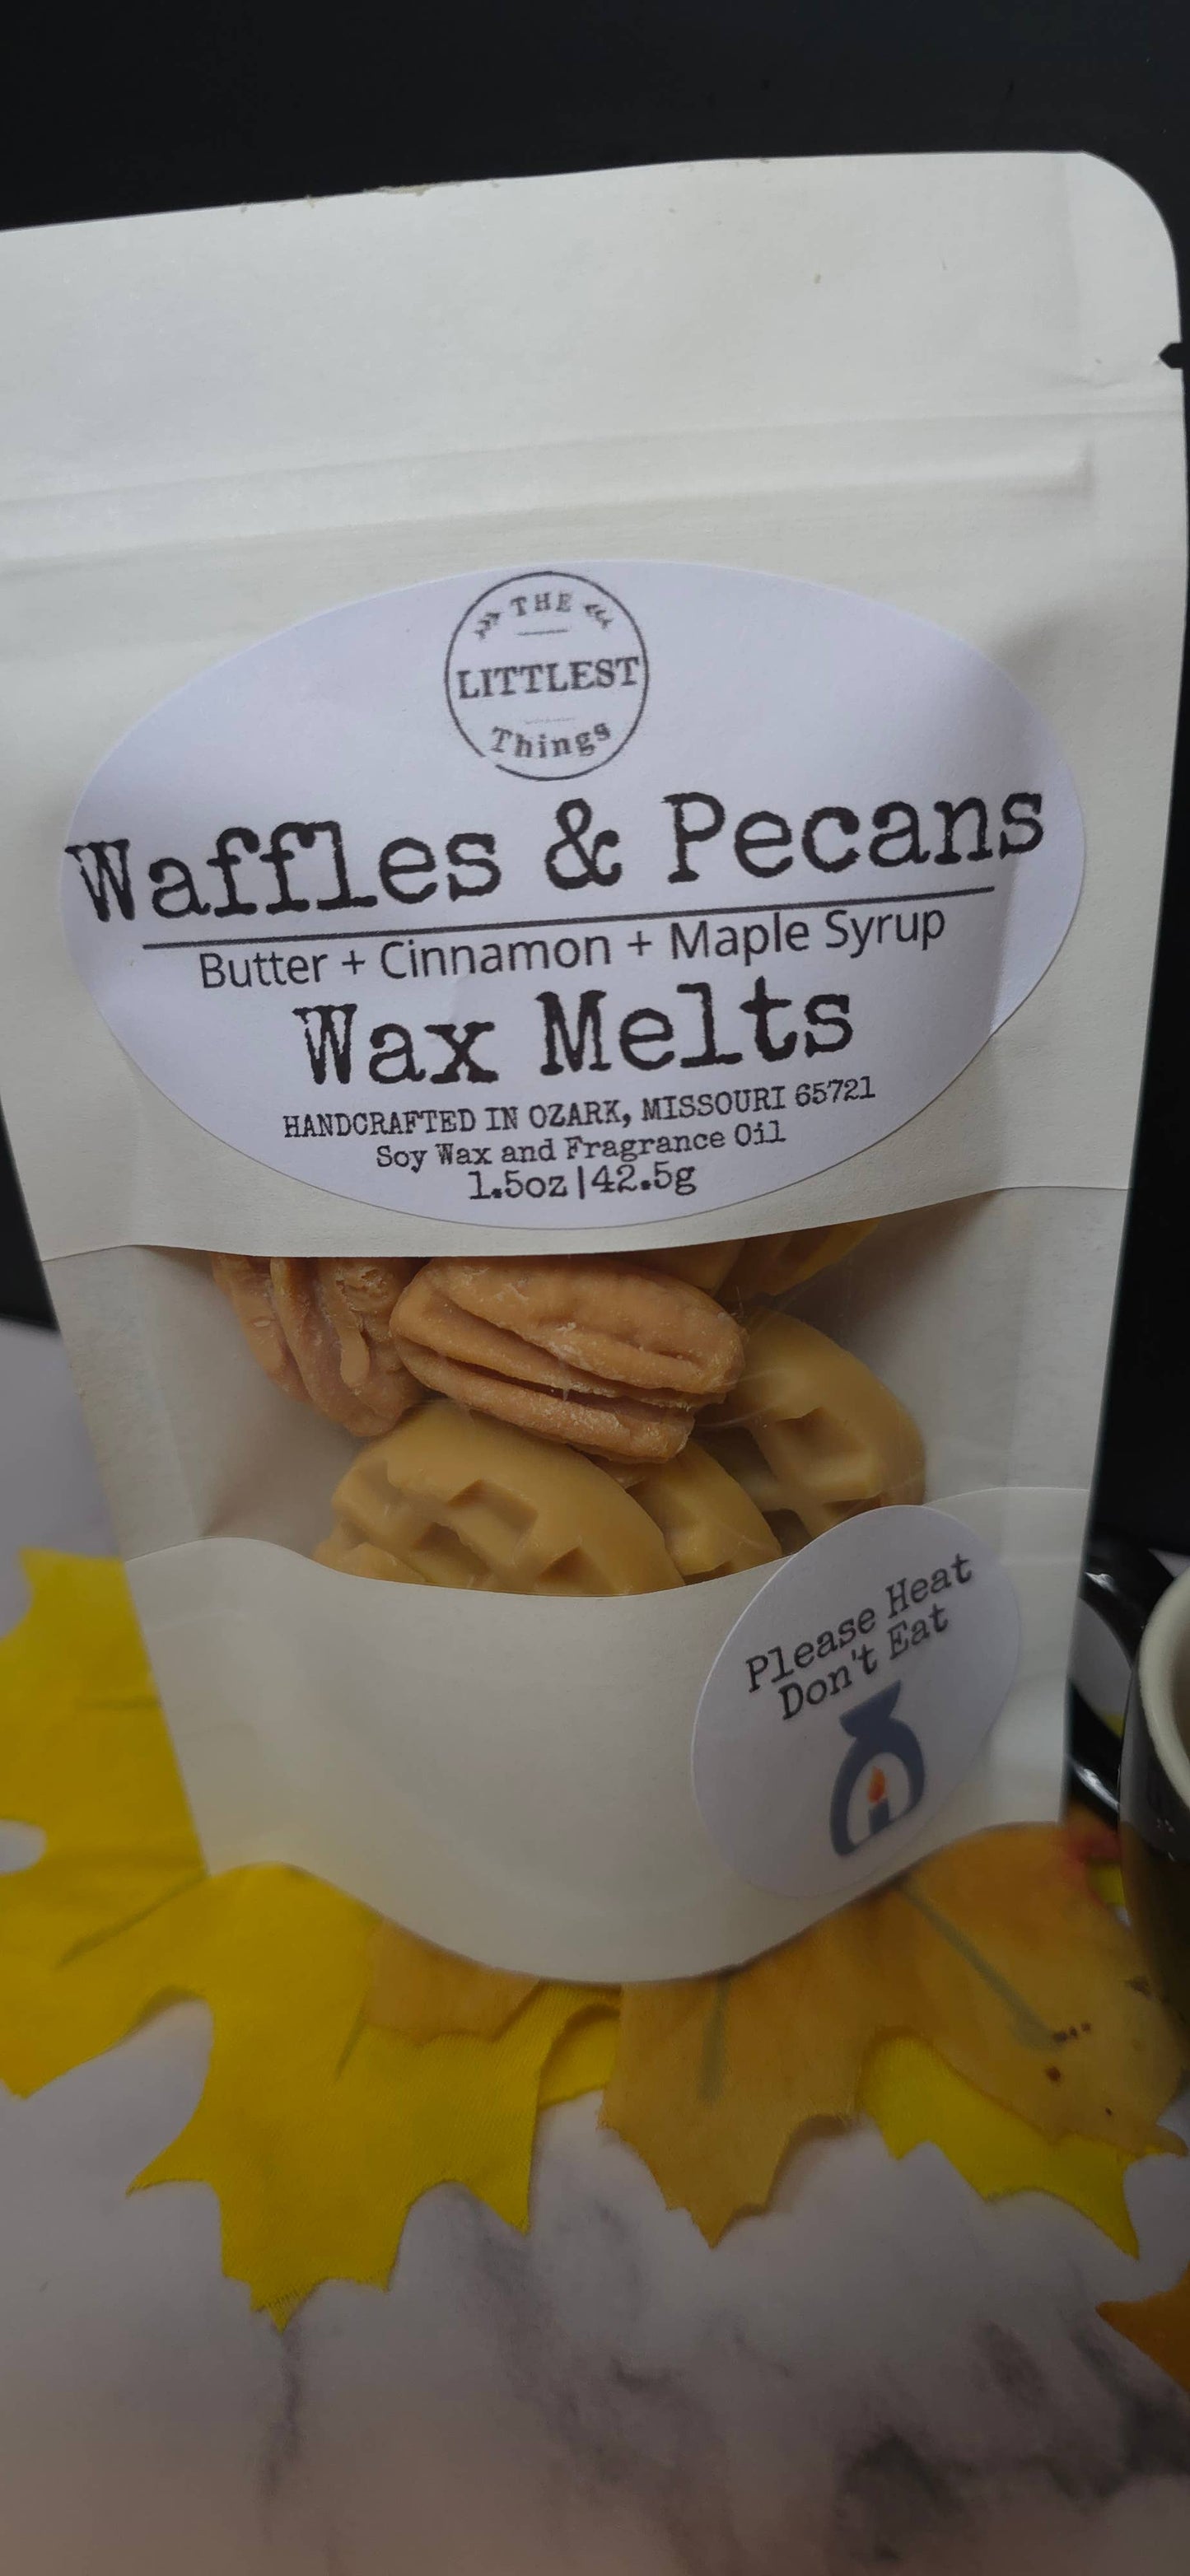 THE
LITTLEST
Things
Waffles & Pecans
Butter + Cinnamon + Maple Syrup
Wax Melts
HANDCRAFTED IN OZARK, MISSOURI 65721
Soy Wax and Fragrance Oil
1.5oz|42.5g
Please Heat
Don't Eat